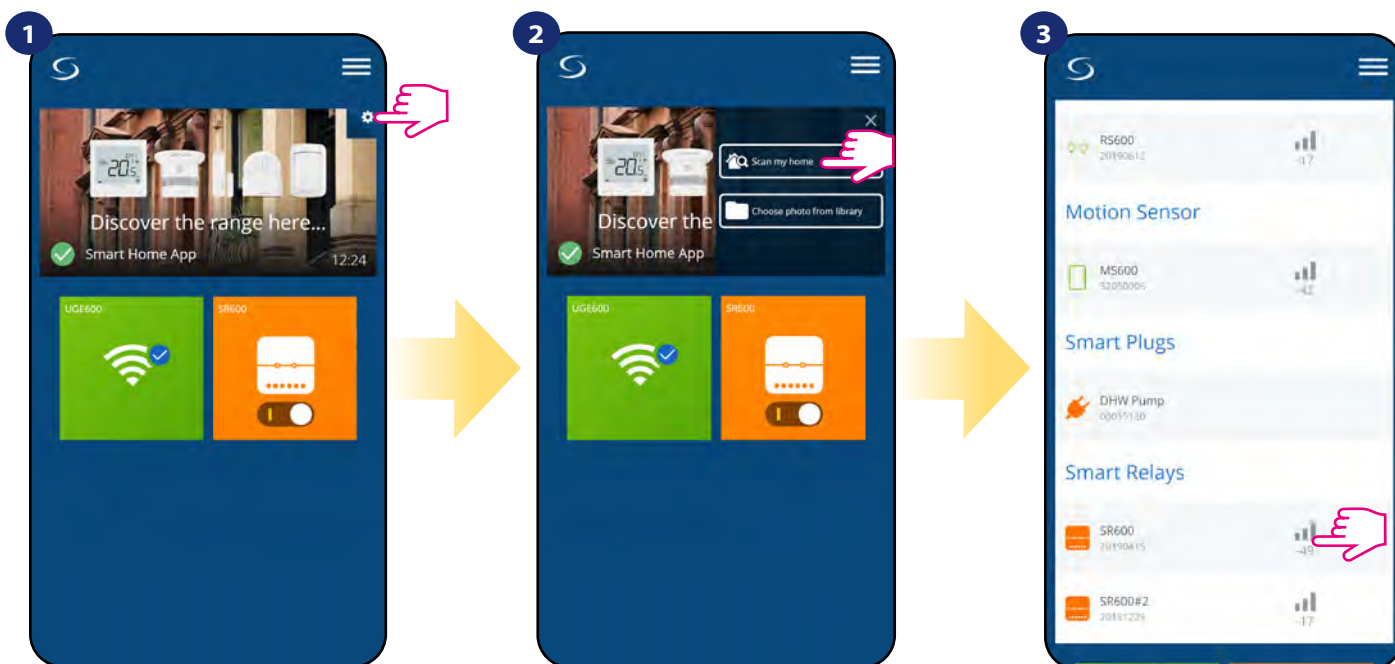 1
20.5
Discover the range here...
Smart Home App
12:24
UGE600
SR600
2
20.5
Scan my home
Choose photo from library
Discover the
Smart Home App
UGE600
SR600
3
RS600
20190612
-17
Motion Sensor
MS600
-42
Smart Plugs
DHW Pump
Smart Relays
SR600
20190415
-49
SR600#2
-17